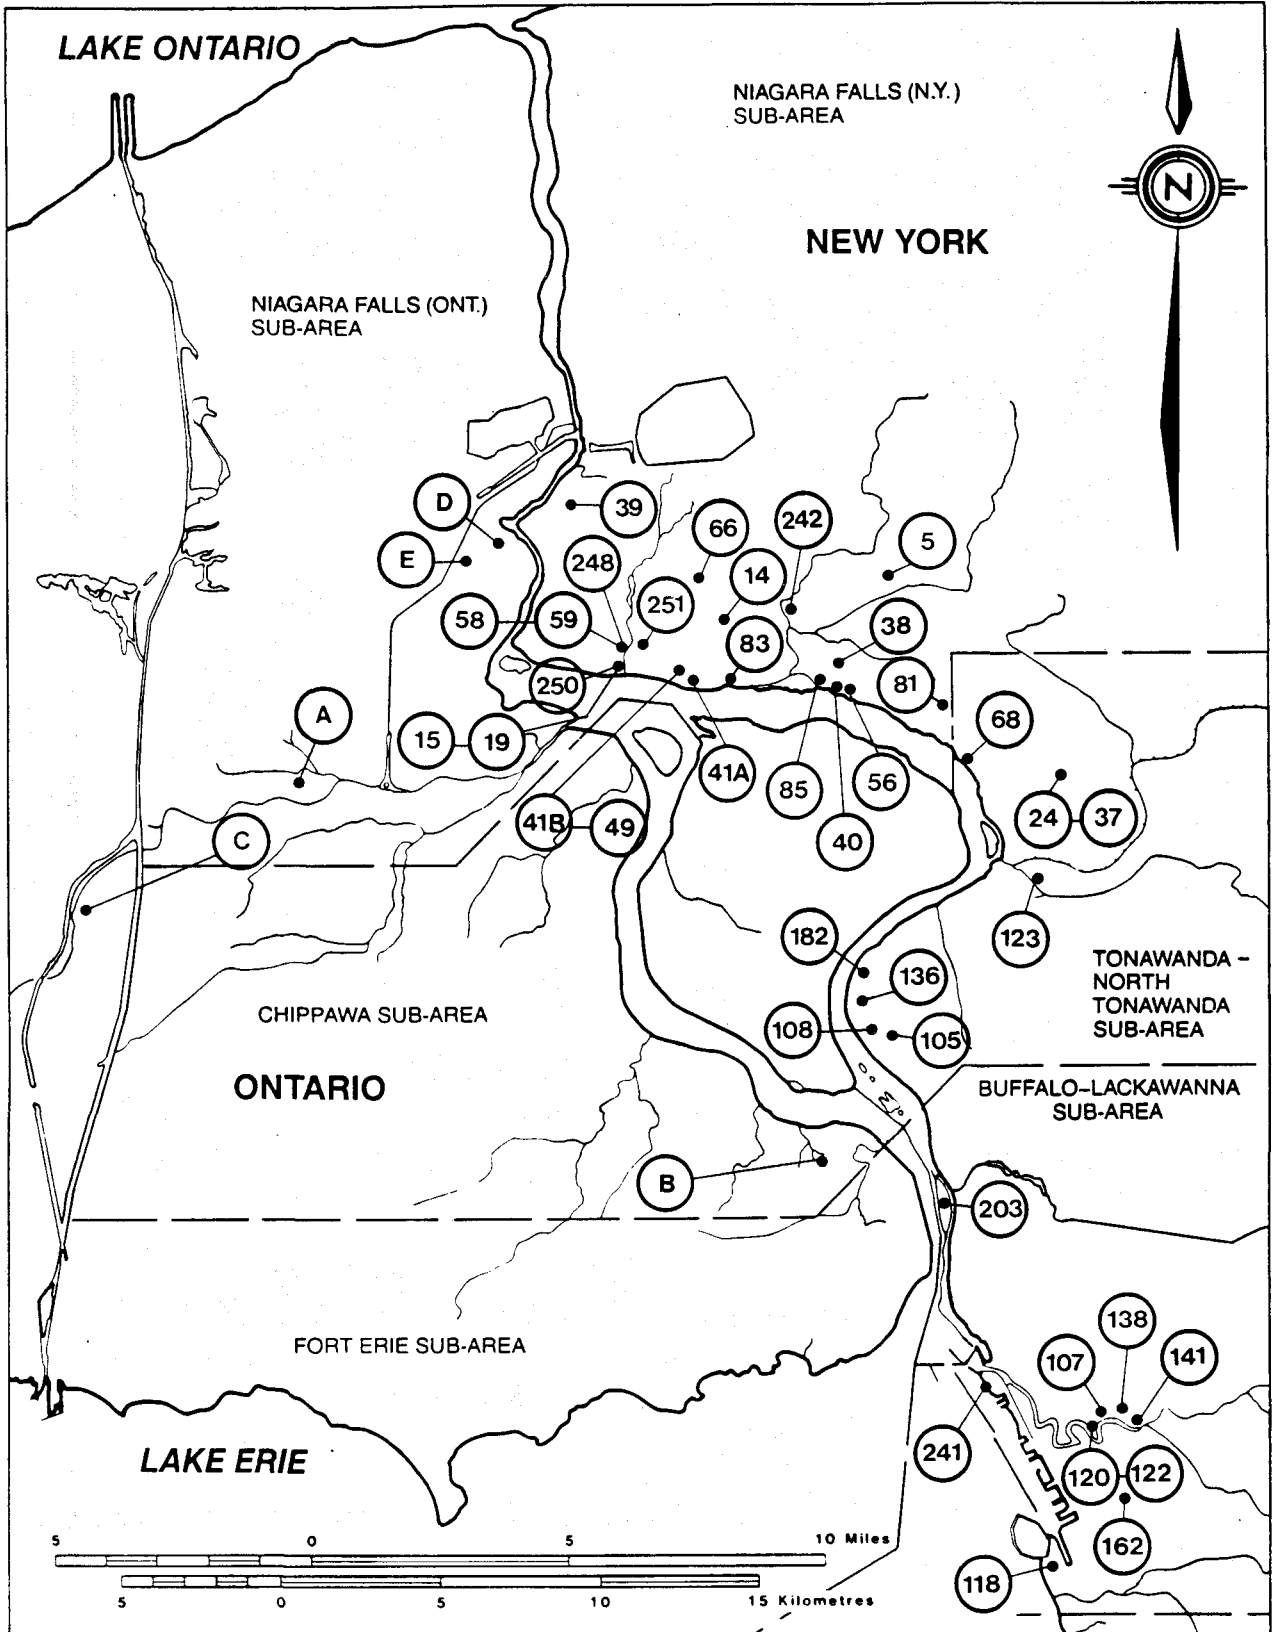 LAKE ONTARIO
NIAGARA FALLS (N.Y.)
SUB-AREA
N
NEW YORK
NIAGARA FALLS (ONT.)
SUB-AREA
D
39
66
242
5
E
248
14
251
58
59
38
83
250
81
A
68
15
19
41A
85
56
24
37
41B
49
40
C
182
123
TONAWANDA –
NORTH
TONAWANDA
SUB-AREA
136
CHIPPAWA SUB-AREA
108
105
ONTARIO
BUFFALO–LACKAWANNA
SUB-AREA
B
203
FORT ERIE SUB-AREA
138
107
141
LAKE ERIE
241
120
122
5 0 5 10 Miles
162
118
5 0 5 10 15 Kilometres